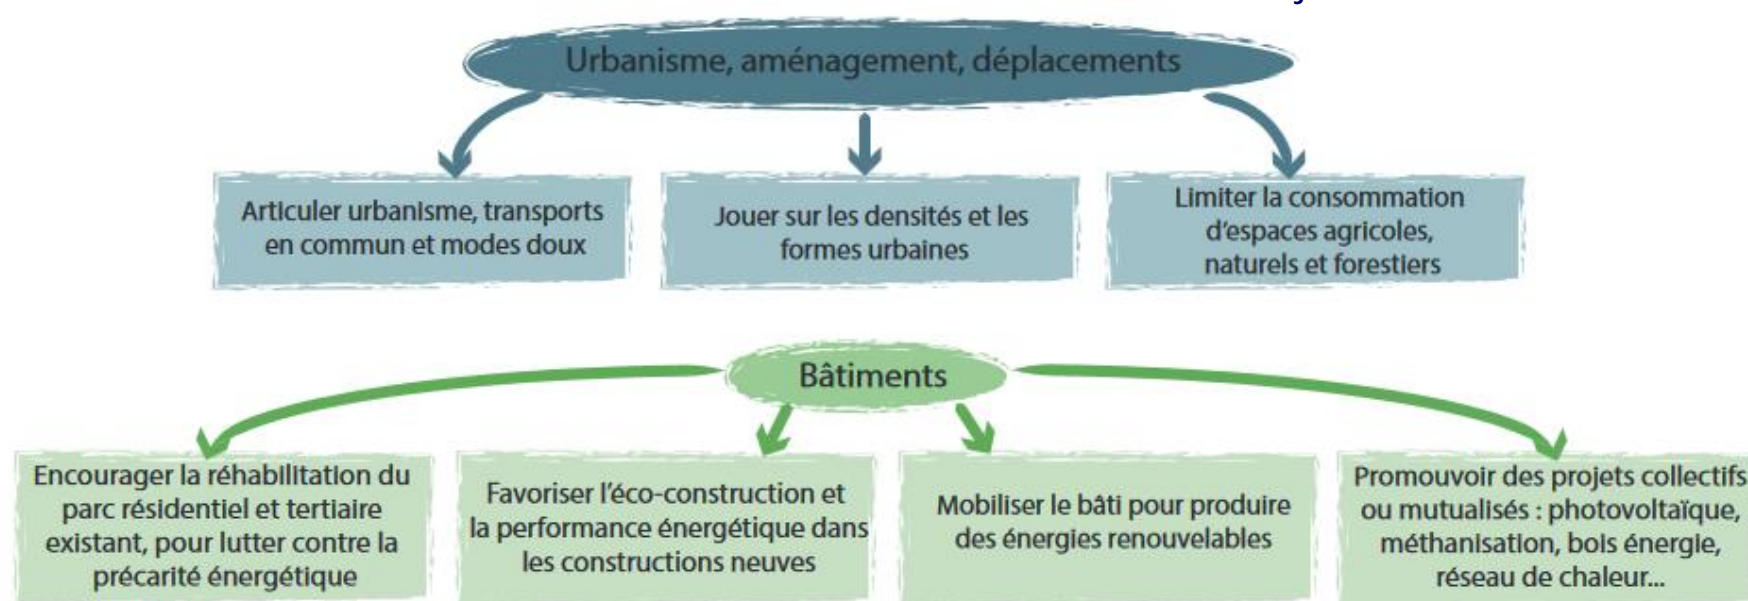 Urbanisme, aménagement, déplacements
Articuler urbanisme, transports
en commun et modes doux
Jouer sur les densités et les
formes urbaines
Limiter la consommation
d'espaces agricoles,
naturels et forestiers
Bâtiments
Encourager la réhabilitation du
parc résidentiel et tertiaire
existant, pour lutter contre la
précarité énergétique
Favoriser l'éco-construction et
la performance énergétique dans
les constructions neuves
Mobiliser le bâti pour produire
des énergies renouvelables
Promouvoir des projets collectifs
ou mutualisés : photovoltaïque,
méthanisation, bois énergie,
réseau de chaleur...